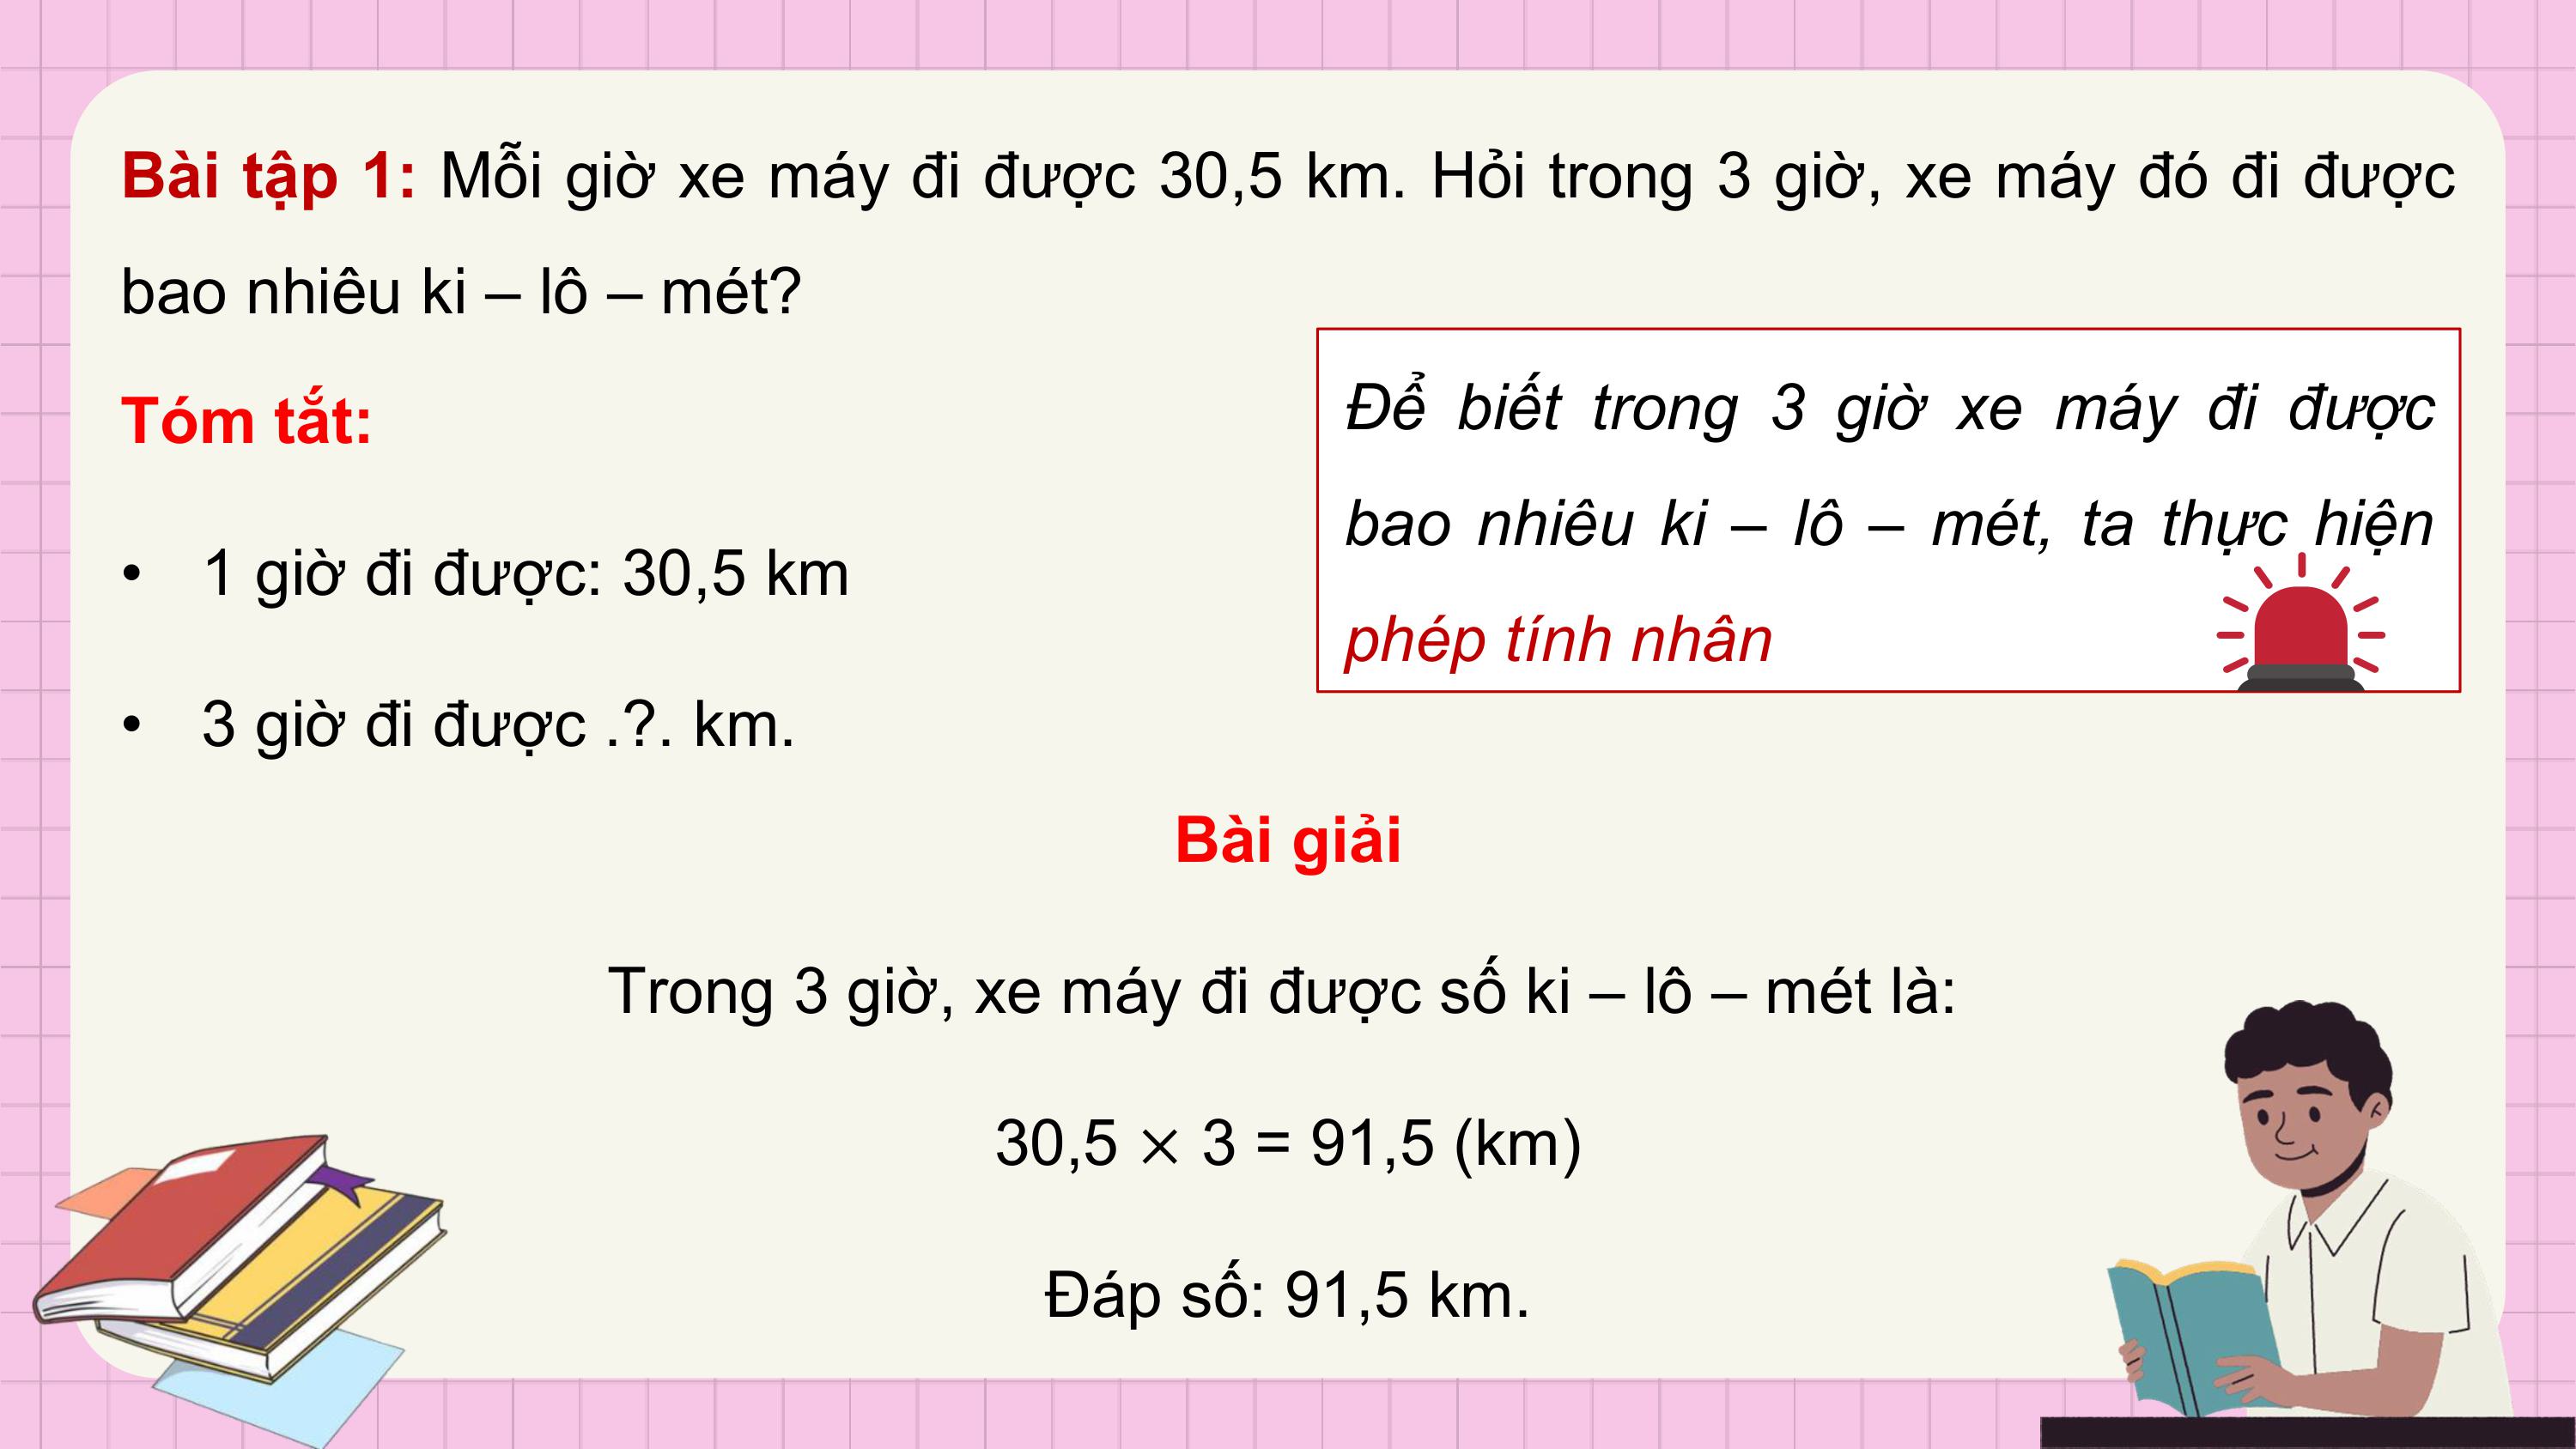 Bài tập 1: Mỗi giờ xe máy đi được 30,5 km. Hỏi trong 3 giờ, xe máy đó đi được
bao nhiêu ki – lô – mét?
Tóm tắt:
• 1 giờ đi được: 30,5 km
• 3 giờ đi được .?. km.
Để biết trong 3 giờ xe máy đi được
bao nhiêu ki – lô – mét, ta thực hiện
phép tính nhân
Bài giải
Trong 3 giờ, xe máy đi được số ki – lô – mét là:
30,5 × 3 = 91,5 (km)
Đáp số: 91,5 km.